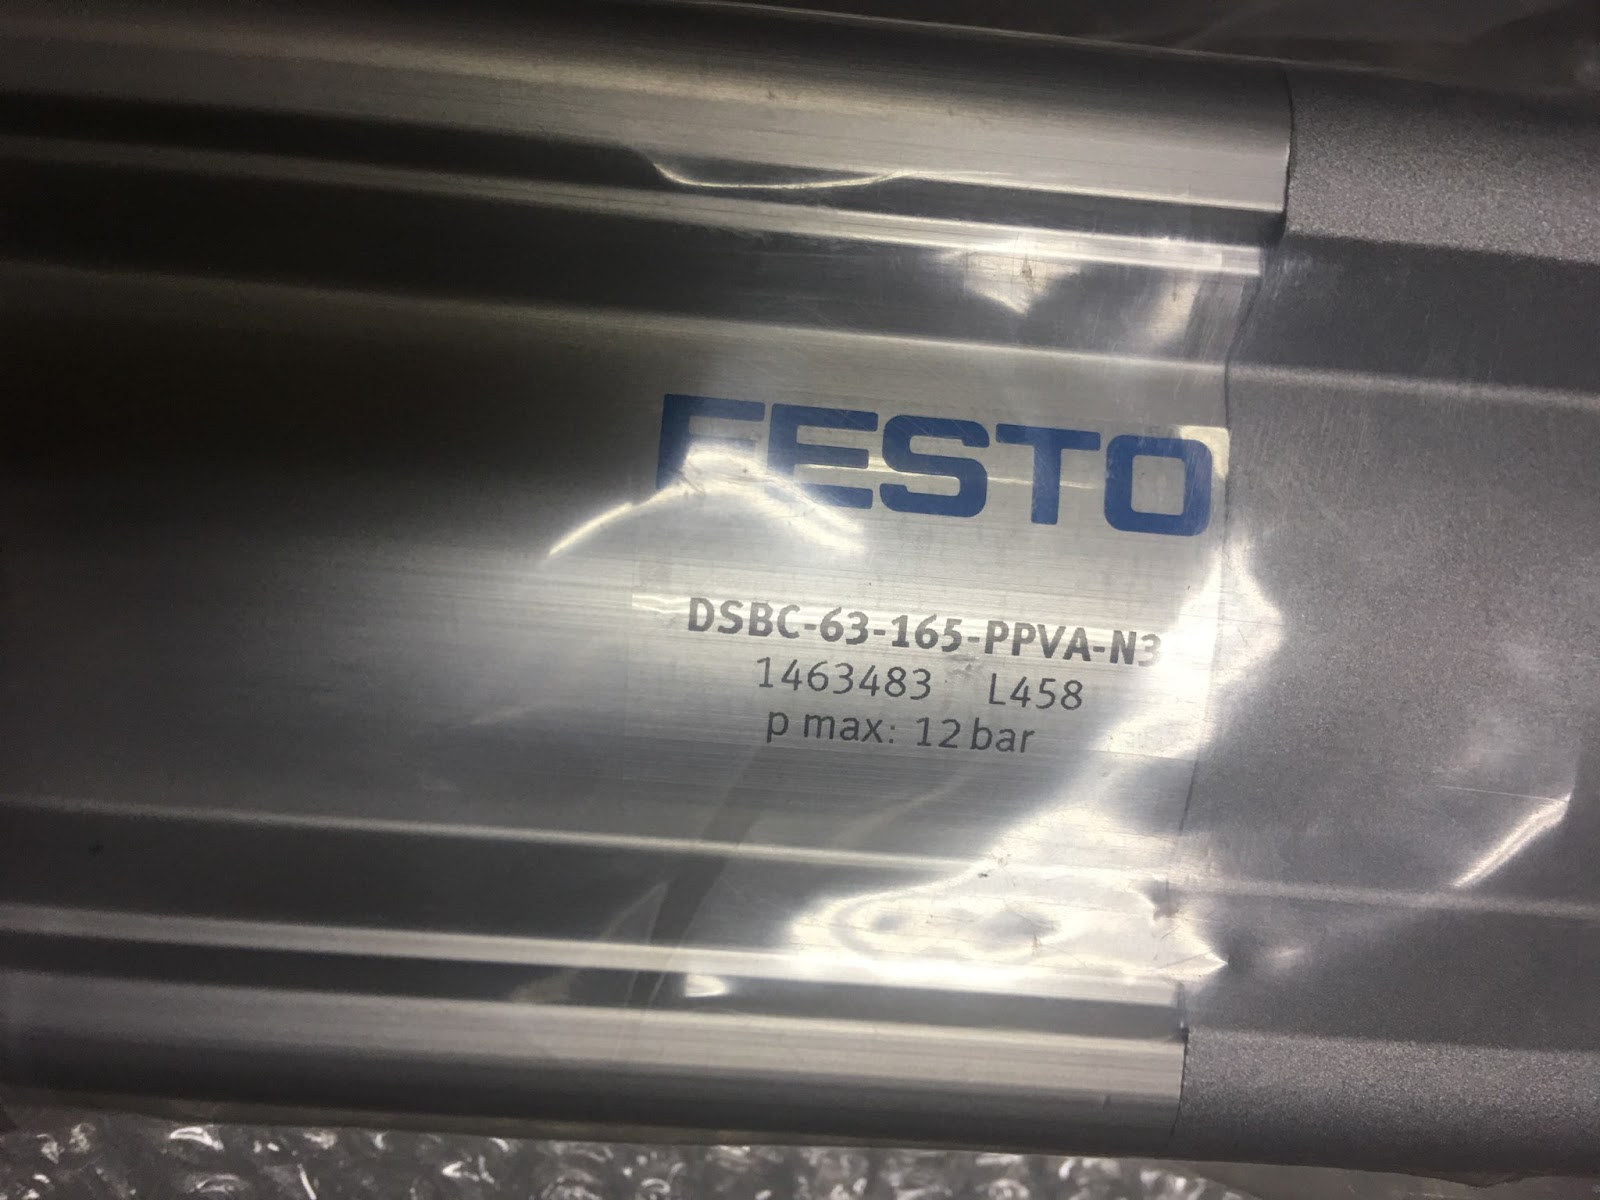 FESTO
DSBC-63-165-PPVA-N3
1463483 L458
p max: 12 bar